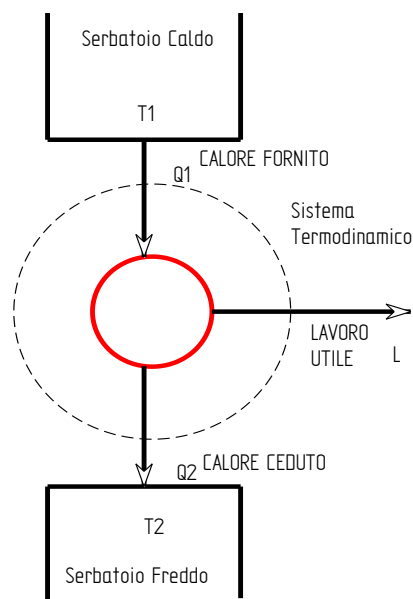 Serbatoio Caldo
T1
CALORE FORNITO
Q1
Sistema
Termodinamico
LAVORO
UTILE
L
CALORE CEDUTO
Q2
T2
Serbatoio Freddo